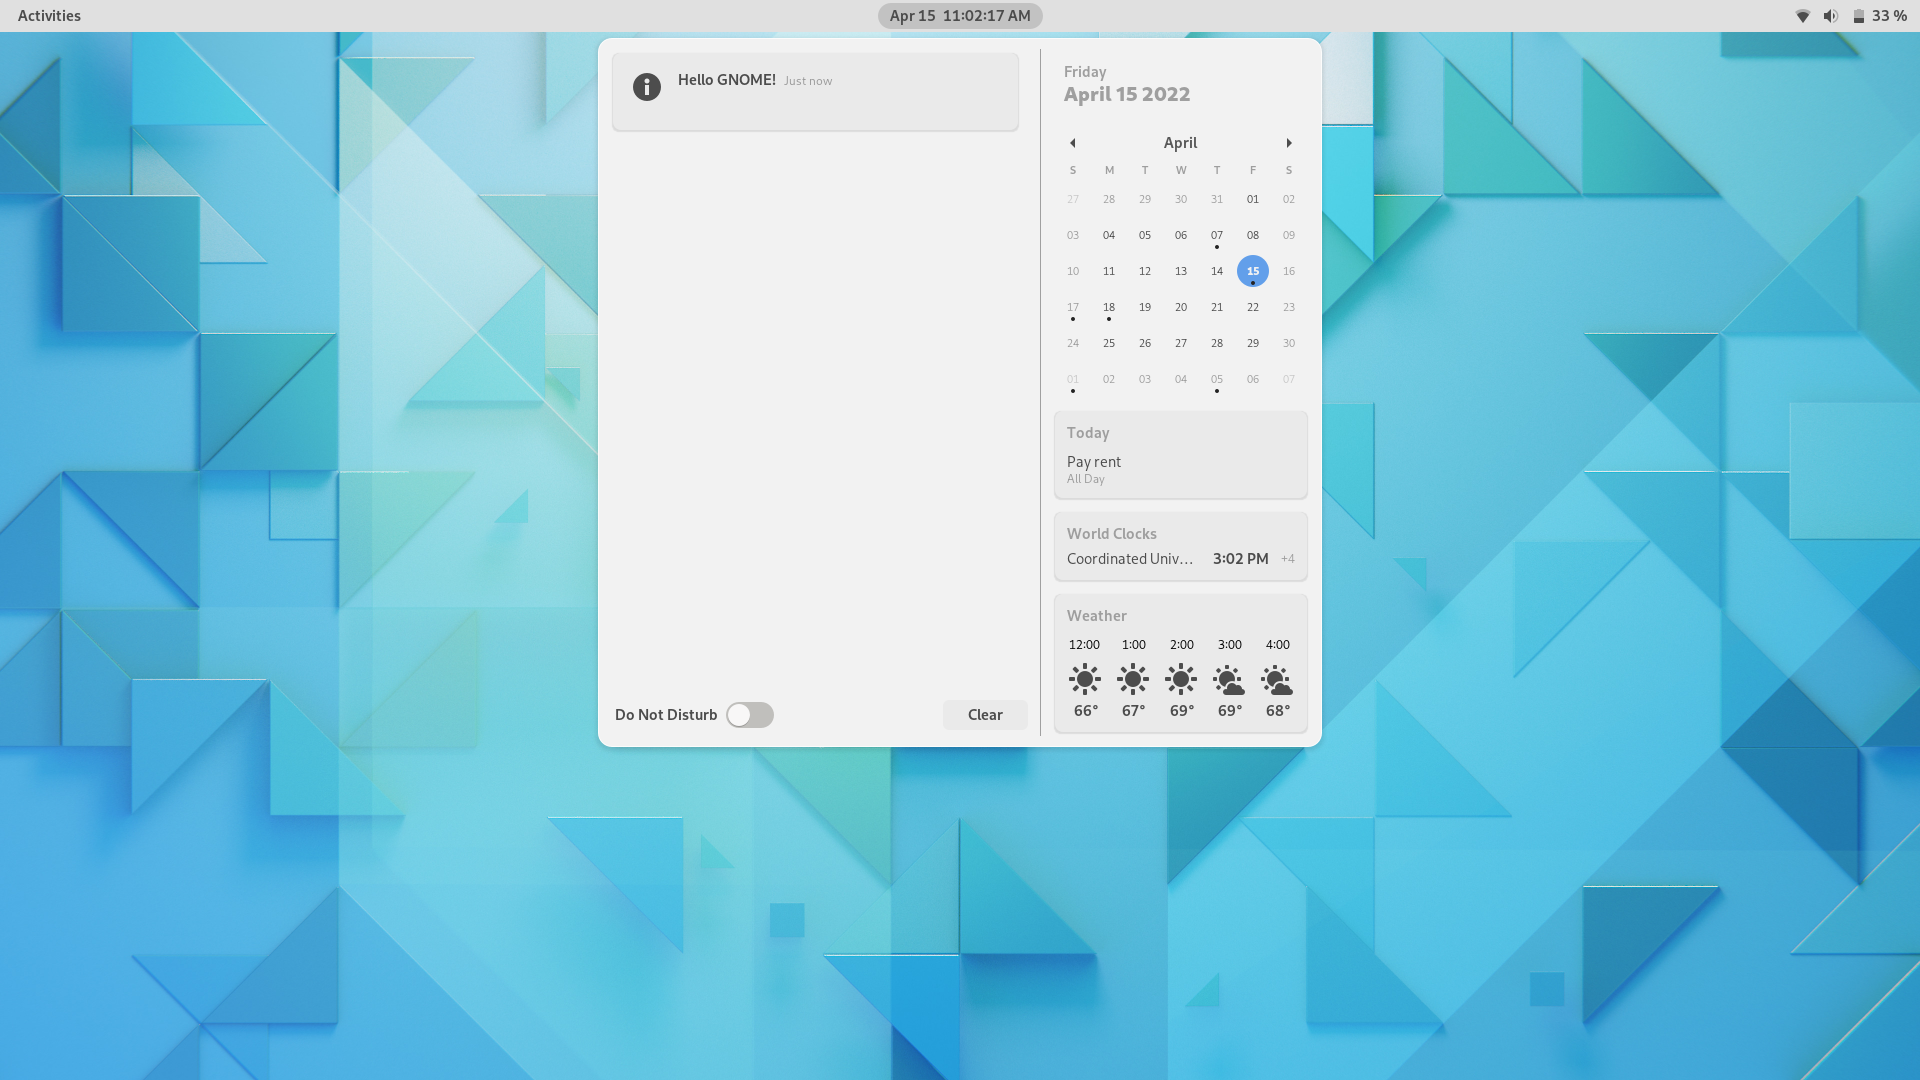 Activities
Apr 15 11:02:17 AM
33 %
Hello GNOME! Just now
Do Not Disturb
Clear
Friday
April 15 2022
April
S M T W T F S
27 28 29 30 31 01 02
03 04 05 06 07 08 09
10 11 12 13 14 15 16
17 18 19 20 21 22 23
24 25 26 27 28 29 30
01 02 03 04 05 06 07
Today
Pay rent
All Day
World Clocks
Coordinated Univ… 3:02 PM +4
Weather
12:00 1:00 2:00 3:00 4:00
66° 67° 69° 69° 68°